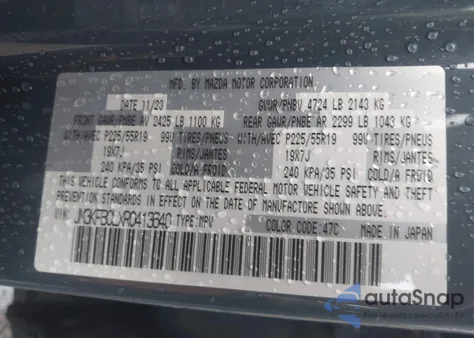 MFG. BY MAZDA MOTOR CORPORATION
DATE 11/23 GVWR/PNBV 4724 LB 2143 KG
FRONT GAWR/PNBE AV 2425 LB 1100 KG REAR GAWR/PNBE AR 2299 LB 1043 KG
WITH/AVEC P225/55R19 99V TIRES/PNEUS WITH/AVEC P225/55R19 99V TIRES/PNEUS
19X7J RIMS/JANTES 19X7J RIMS/JANTES
240 KPA/35 PSI COLD/A FROID 240 KPA/35 PSI COLD/A FROID
THIS VEHICLE CONFORMS TO ALL APPLICABLE FEDERAL MOTOR VEHICLE SAFETY AND THEFT
PREVENTION STANDARDS IN EFFECT ON THE DATE OF MANUFACTURE SHOWN ABOVE.
TYPE:MPV COLOR CODE:47C MADE IN JAPAN
autoSnap